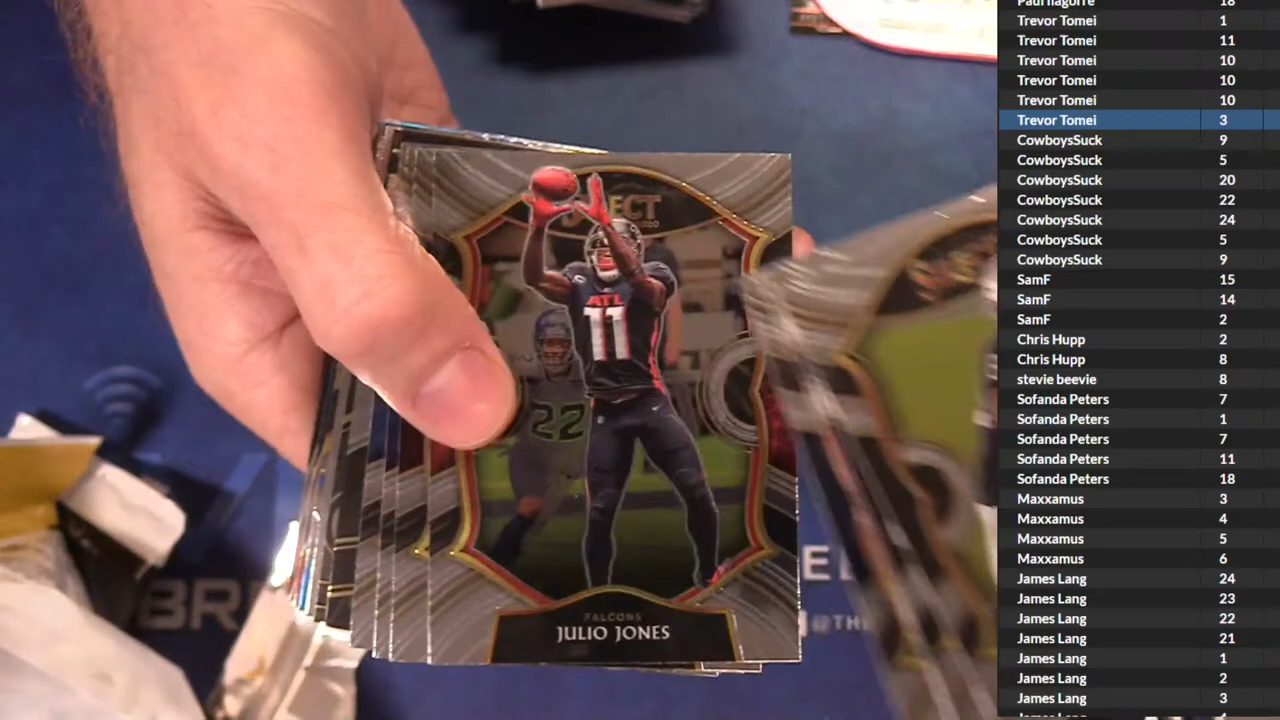 Trevor Tomei 1
Trevor Tomei 11
Trevor Tomei 10
Trevor Tomei 10
Trevor Tomei 10
Trevor Tomei 3
CowboysSuck 9
CowboysSuck 5
CowboysSuck 20
CowboysSuck 22
CowboysSuck 24
CowboysSuck 5
CowboysSuck 9
SamF 15
SamF 14
SamF 2
Chris Hupp 2
Chris Hupp 8
stevie beevie 8
Sofanda Peters 7
Sofanda Peters 1
Sofanda Peters 7
Sofanda Peters 11
Sofanda Peters 18
Maxxamus 3
Maxxamus 4
Maxxamus 5
Maxxamus 6
James Lang 24
James Lang 23
James Lang 22
James Lang 21
James Lang 1
James Lang 2
James Lang 3
ECT
2020
ATL
11
22
FALCONS
JULIO JONES
BR
EL
@TH